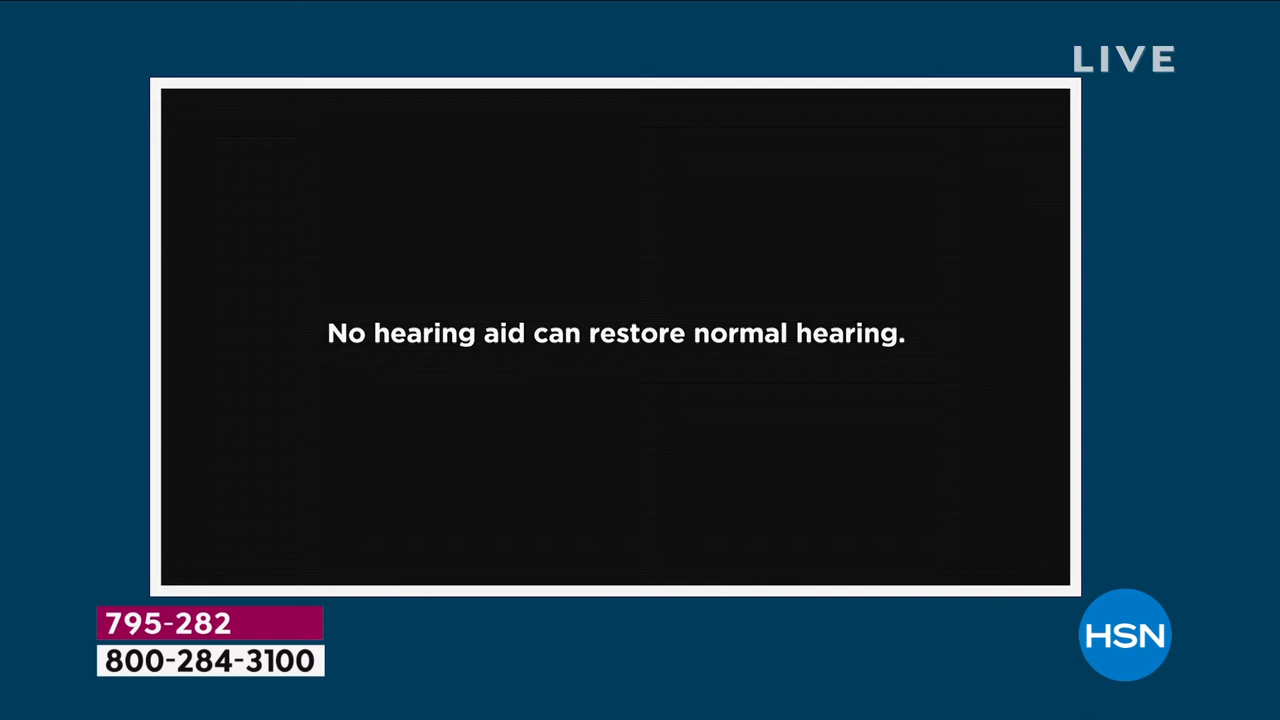 LIVE
No hearing aid can restore normal hearing.
795-282
800-284-3100
HSN